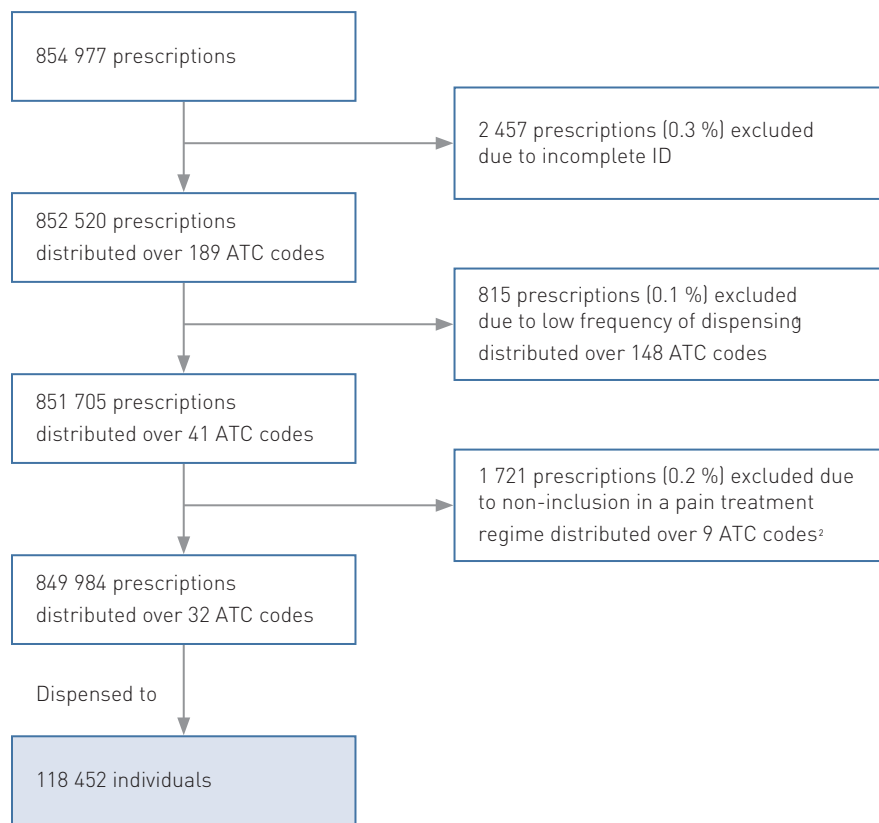 854 977 prescriptions
2 457 prescriptions (0.3 %) excluded
due to incomplete ID
852 520 prescriptions
distributed over 189 ATC codes
815 prescriptions (0.1 %) excluded
due to low frequency of dispensing¹
distributed over 148 ATC codes
851 705 prescriptions
distributed over 41 ATC codes
1 721 prescriptions (0.2 %) excluded due
to non-inclusion in a pain treatment
regime distributed over 9 ATC codes²
849 984 prescriptions
distributed over 32 ATC codes
Dispensed to
118 452 individuals